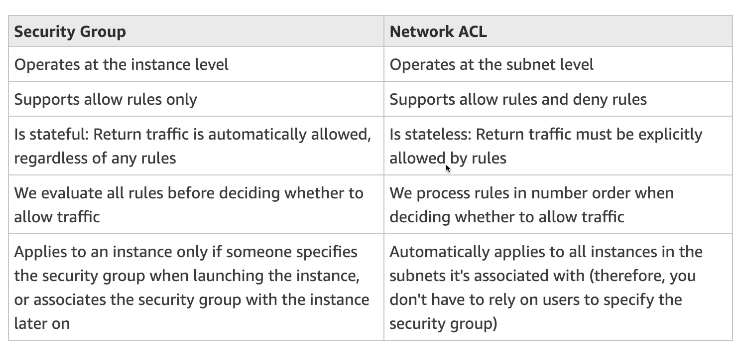 Security Group
Network ACL
Operates at the instance level
Operates at the subnet level
Supports allow rules only
Supports allow rules and deny rules
Is stateful: Return traffic is automatically allowed,
regardless of any rules
Is stateless: Return traffic must be explicitly
allowed by rules
We evaluate all rules before deciding whether to
allow traffic
We process rules in number order when
deciding whether to allow traffic
Applies to an instance only if someone specifies
the security group when launching the instance,
or associates the security group with the instance
later on
Automatically applies to all instances in the
subnets it's associated with (therefore, you
don't have to rely on users to specify the
security group)